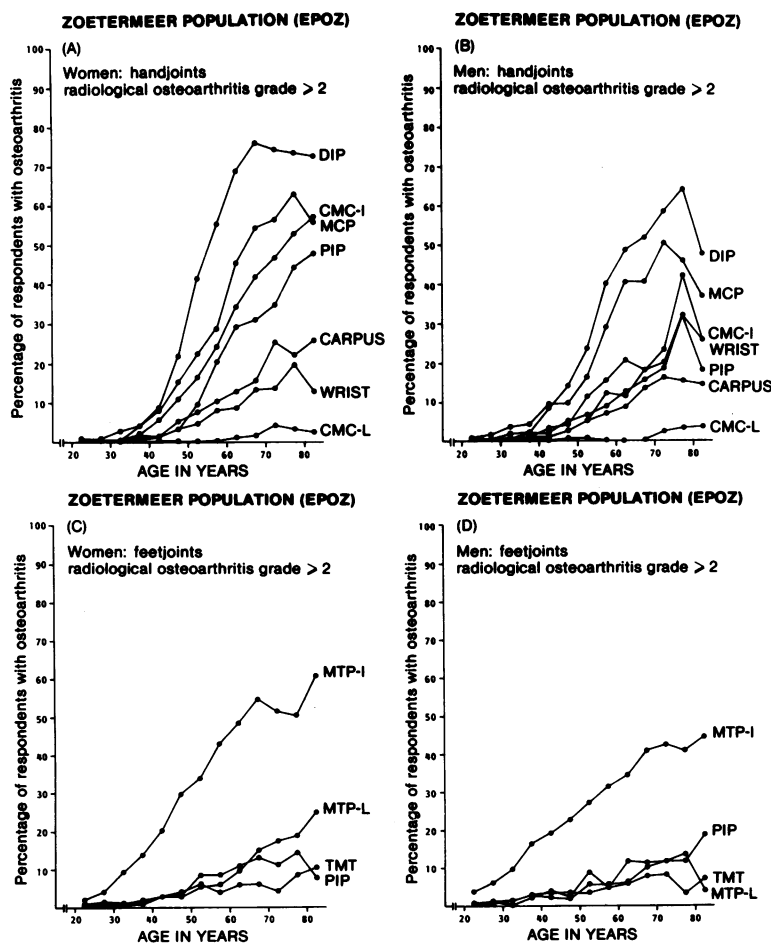 ZOETERMEER POPULATION (EPOZ)
(A)
Women: handjoints
radiological osteoarthritis grade ⩾ 2
Percentage of respondents with osteoarthritis
100
90
80
70
60
50
40
30
20
10
DIP
CMC-I
MCP
PIP
CARPUS
WRIST
CMC-L
20 30 40 50 60 70 80
AGE IN YEARS
ZOETERMEER POPULATION (EPOZ)
(B)
Men: handjoints
radiological osteoarthritis grade ⩾ 2
Percentage of respondents with osteoarthritis
100
90
80
70
60
50
40
30
20
10
DIP
MCP
CMC-I
WRIST
PIP
CARPUS
CMC-L
20 30 40 50 60 70 80
AGE IN YEARS
ZOETERMEER POPULATION (EPOZ)
(C)
Women: feetjoints
radiological osteoarthritis grade ⩾ 2
Percentage of respondents with osteoarthritis
100
90
80
70
60
50
40
30
20
10
MTP-I
MTP-L
TMT
PIP
20 30 40 50 60 70 80
AGE IN YEARS
ZOETERMEER POPULATION (EPOZ)
(D)
Men: feetjoints
radiological osteoarthritis grade ⩾ 2
Percentage of respondents with osteoarthritis
100
90
80
70
60
50
40
30
20
10
MTP-I
PIP
TMT
MTP-L
20 30 40 50 60 70 80
AGE IN YEARS